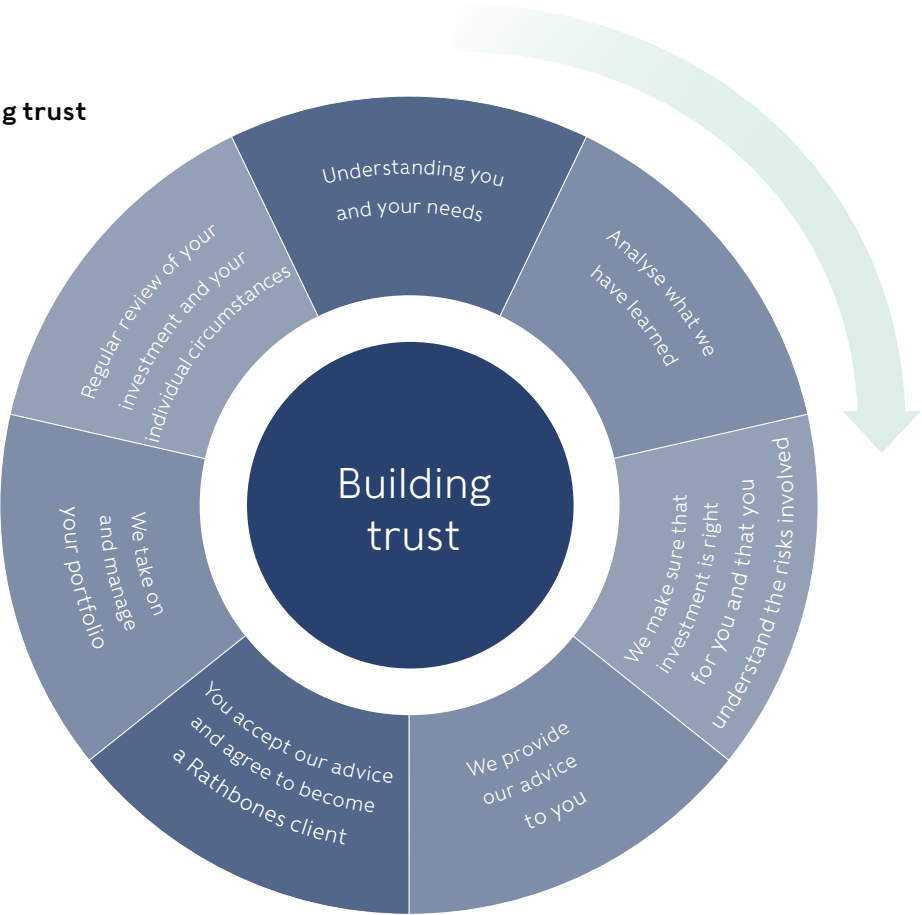 g trust
Understanding you
and your needs
Analyse what we
have learned
We make sure that
investment is right
for you and that you
understand the risks involved
We provide
our advice
to you
You accept our advice
and agree to become
a Rathbones client
We take on
and manage
your portfolio
Regular review of your
investment and your
individual circumstances
Building
trust